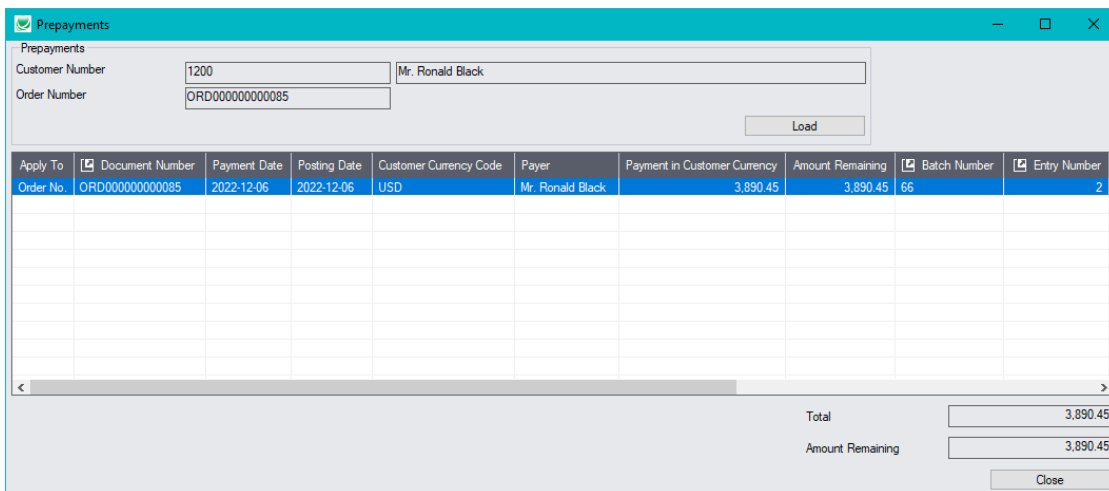 Prepayments
Prepayments
Customer Number 1200 Mr. Ronald Black
Order Number ORD000000000085
Load
Apply To Document Number Payment Date Posting Date Customer Currency Code Payer Payment in Customer Currency Amount Remaining Batch Number Entry Number
Order No. ORD000000000085 2022-12-06 2022-12-06 USD Mr. Ronald Black 3,890.45 3,890.45 66 2
Total 3,890.45
Amount Remaining 3,890.45
Close